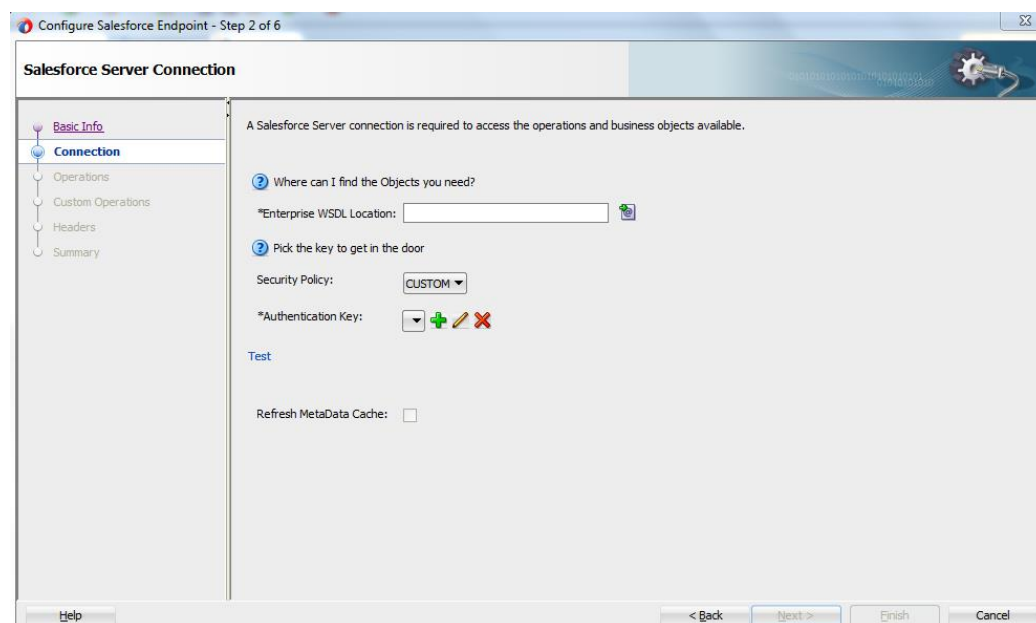 Configure Salesforce Endpoint - Step 2 of 6
Salesforce Server Connection
Basic Info
Connection
Operations
Custom Operations
Headers
Summary
A Salesforce Server connection is required to access the operations and business objects available.
Where can I find the Objects you need?
*Enterprise WSDL Location:
Pick the key to get in the door
Security Policy:
CUSTOM
*Authentication Key:
Test
Refresh MetaData Cache:
Help
< Back
Next >
Finish
Cancel